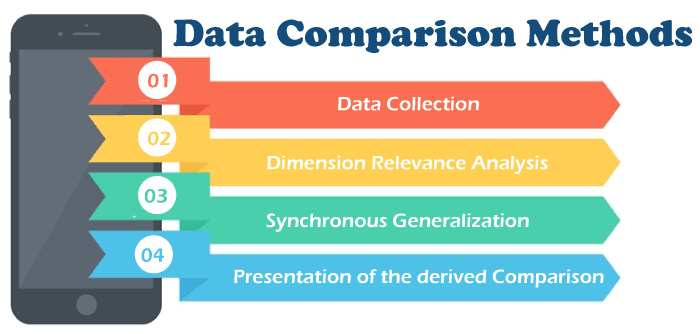 Data Comparison Methods
01
Data Collection
02
Dimension Relevance Analysis
03
Synchronous Generalization
04
Presentation of the derived Comparison